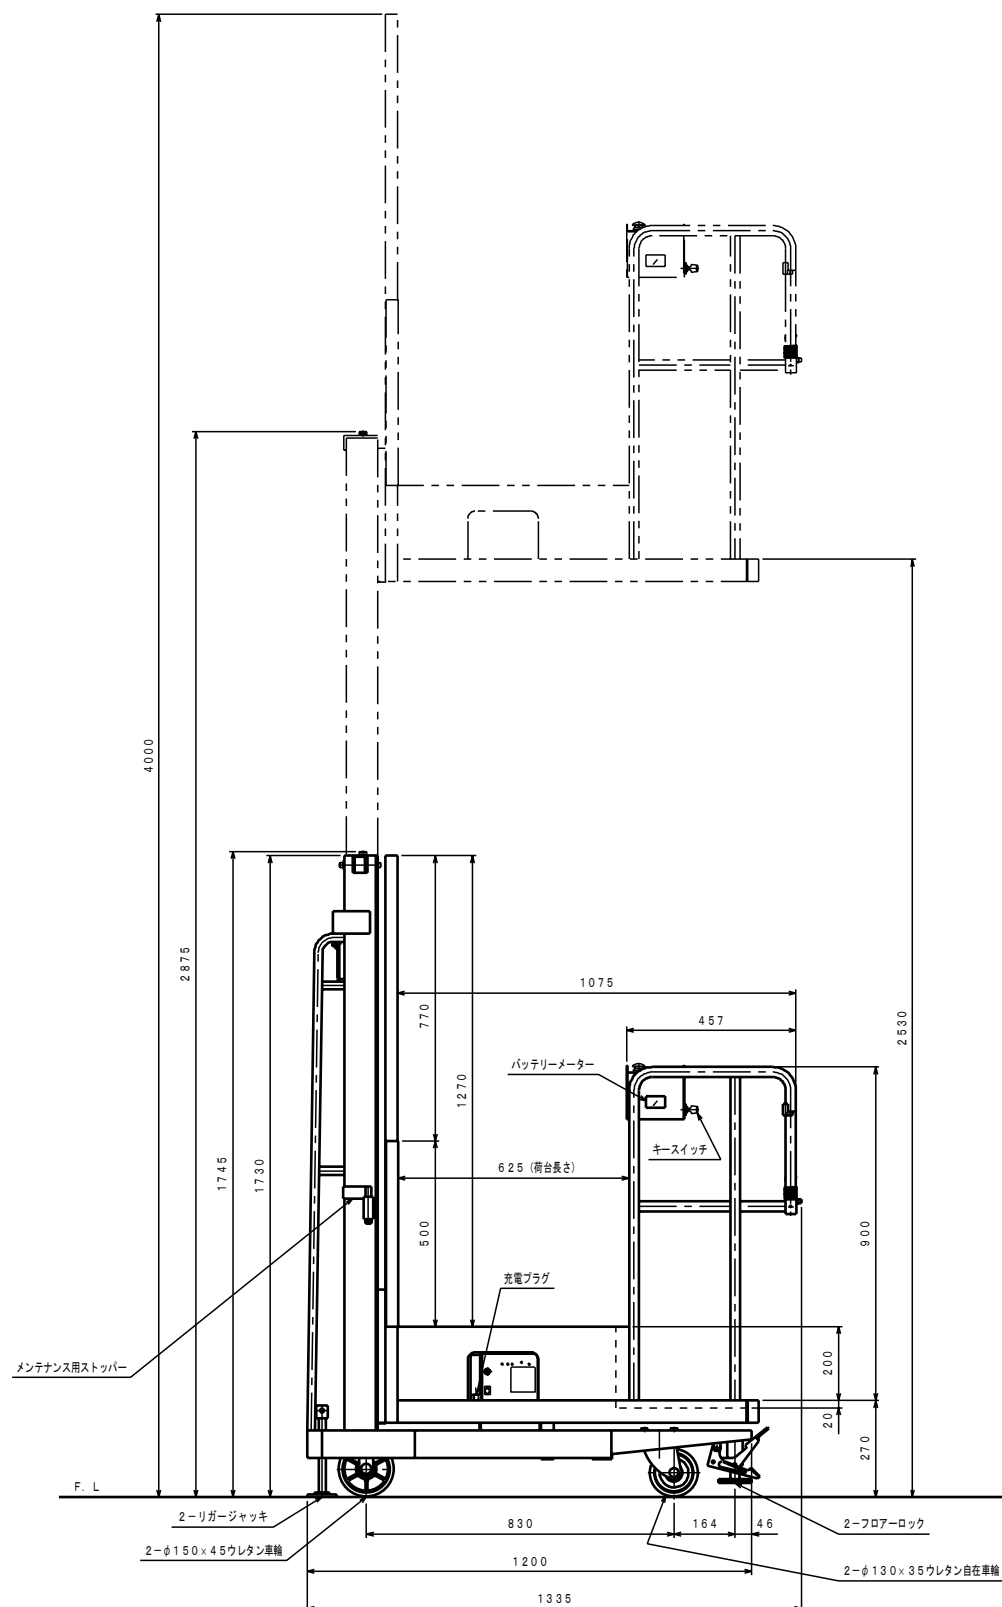 4000
2875
1075
457
2530
770
バッテリーメーター
1270
キースイッチ
625 (荷台長さ)
1745
1730
500
900
充電プラグ
メンテナンス用ストッパー
200
20
270
F. L
2-リガージャッキ
830
164
46
2-フロアーロック
2-φ150×45ウレタン車輪
1200
2-φ130×35ウレタン自在車輪
1335